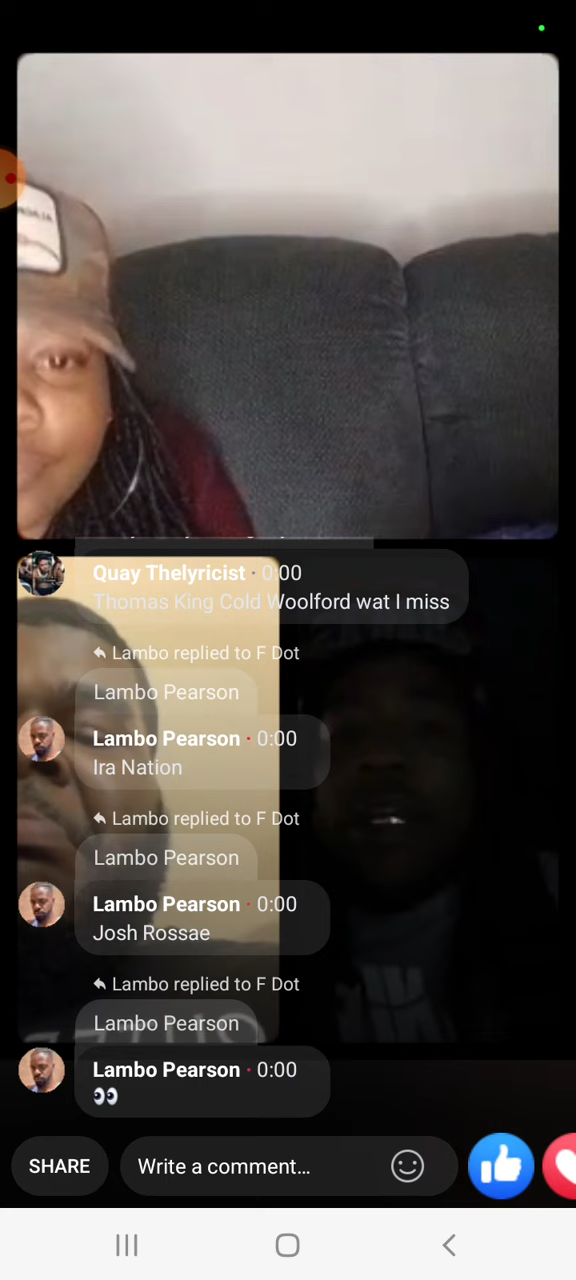 Quay Thelyricist · 0:00
Thomas King Cold Woolford wat I miss
Lambo replied to F Dot
Lambo Pearson
Lambo Pearson · 0:00
Ira Nation
Lambo replied to F Dot
Lambo Pearson
Lambo Pearson · 0:00
Josh Rossae
Lambo replied to F Dot
Lambo Pearson
Lambo Pearson · 0:00
👀
SHARE
Write a comment...